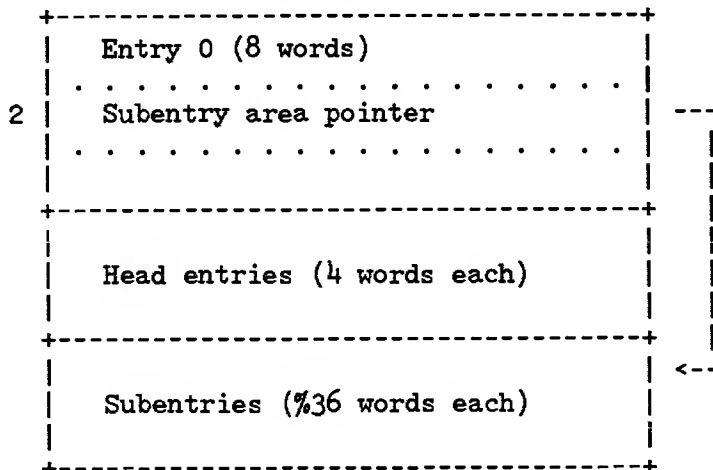 Entry 0 (8 words)
2
Subentry area pointer
Head entries (4 words each)
Subentries (%36 words each)